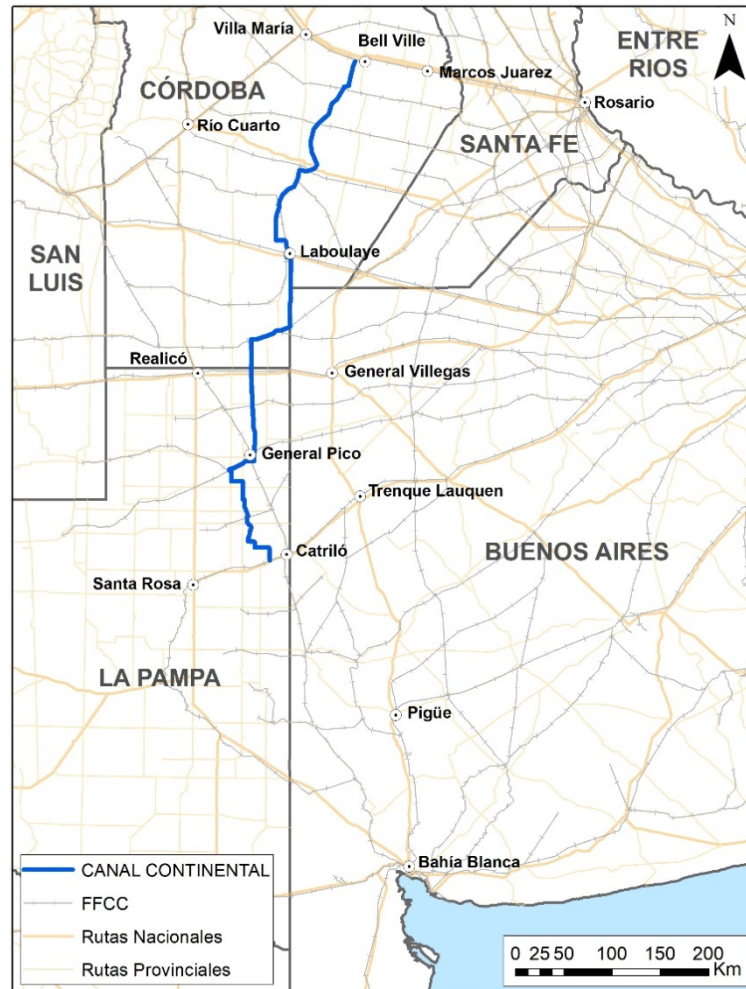 N
Villa María
Bell Ville
ENTRE
RIOS
Marcos Juarez
CÓRDOBA
Rosario
Río Cuarto
SANTA FE
SAN
LUIS
Laboulaye
Realicó
General Villegas
General Pico
Trenque Lauquen
BUENOS AIRES
Catriló
Santa Rosa
LA PAMPA
Pigüe
Bahía Blanca
CANAL CONTINENTAL
FFCC
Rutas Nacionales
Rutas Provinciales
0 25 50 100 150 200
Km